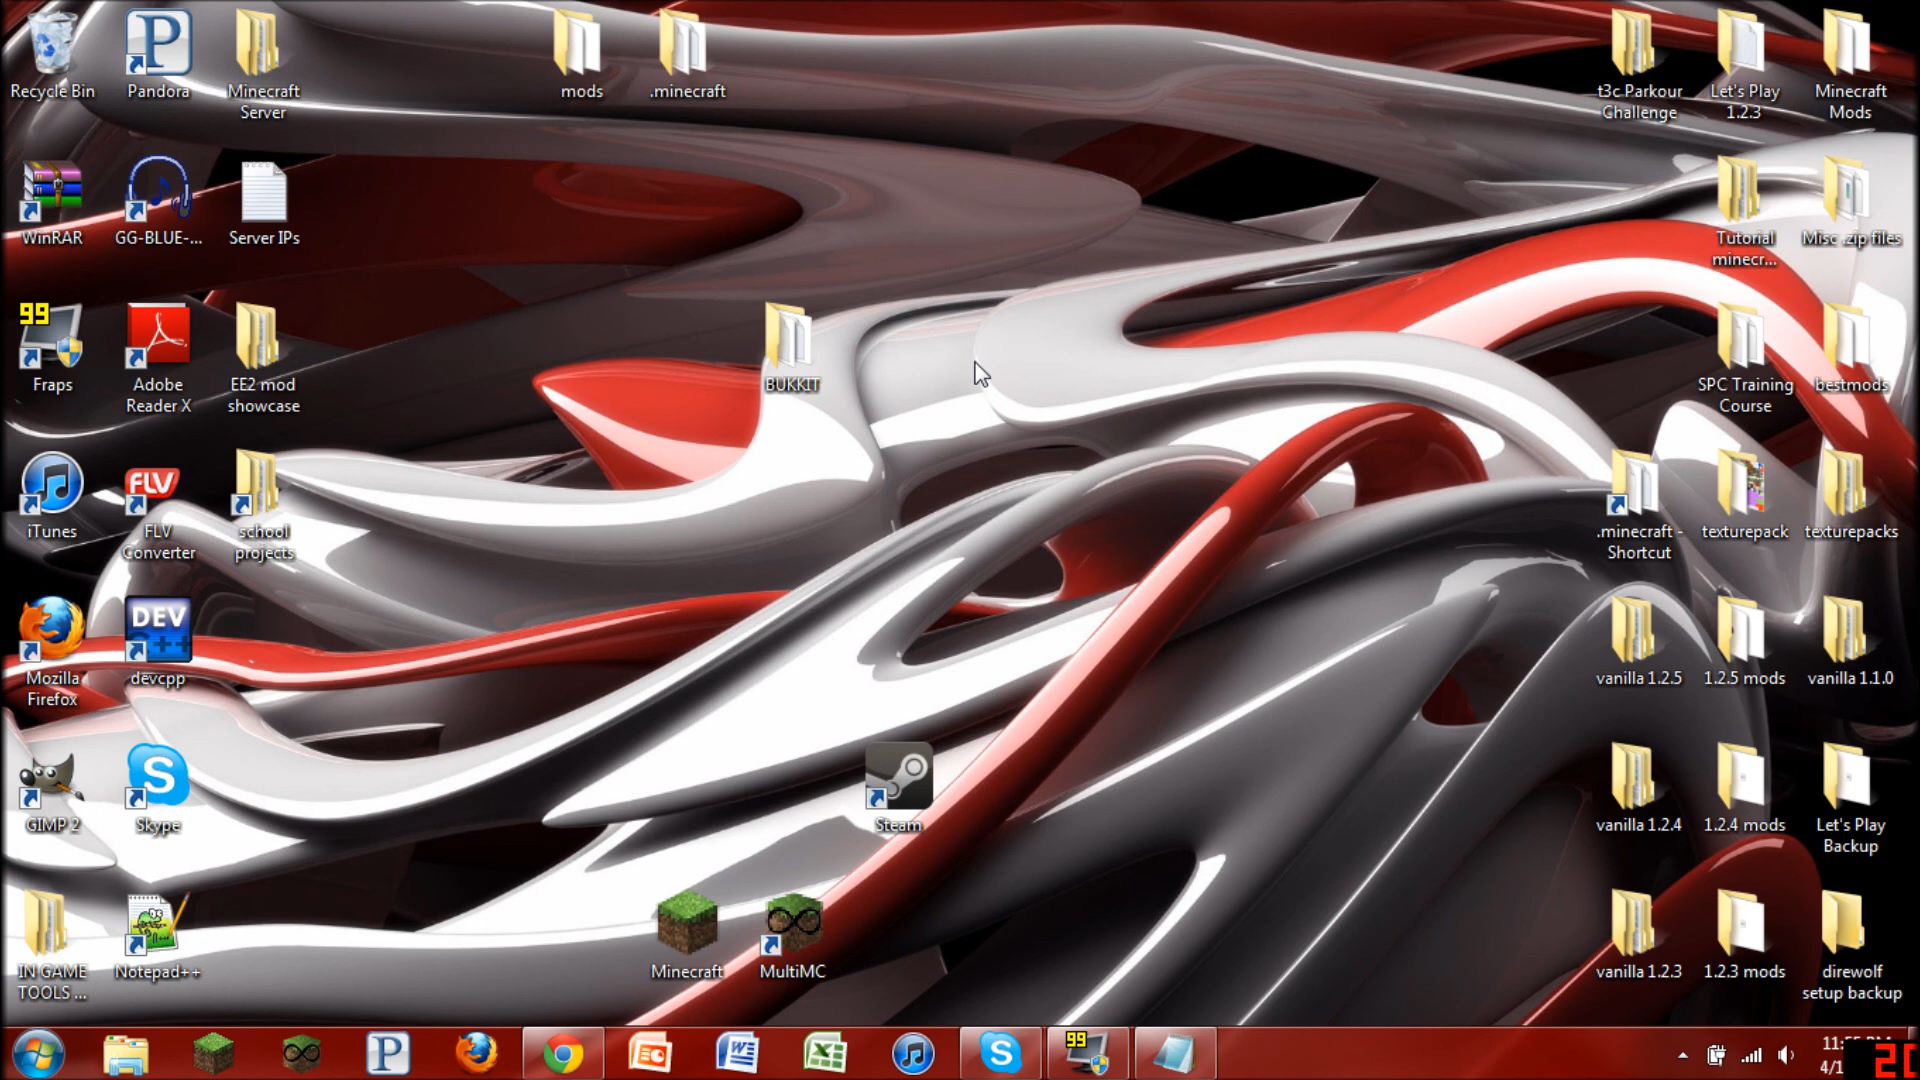 Recycle Bin
Pandora
Minecraft
Server
mods
.minecraft
t3c Parkour
Challenge
Let's Play
1.2.3
Minecraft
Mods
WinRAR
GG-BLUE-...
Server IPs
Tutorial
minecr...
Misc .zip files
99
Fraps
Adobe
Reader X
EE2 mod
showcase
BUKKIT
SPC Training
Course
bestmods
iTunes
FLV
FLV
Converter
school
projects
.minecraft -
Shortcut
texturepack
texturepacks
Mozilla
Firefox
DEV
C++
devcpp
vanilla 1.2.5
1.2.5 mods
vanilla 1.1.0
GIMP 2
Skype
Steam
vanilla 1.2.4
1.2.4 mods
Let's Play
Backup
IN GAME
TOOLS ...
Notepad++
Minecraft
MultiMC
vanilla 1.2.3
1.2.3 mods
direwolf
setup backup
99